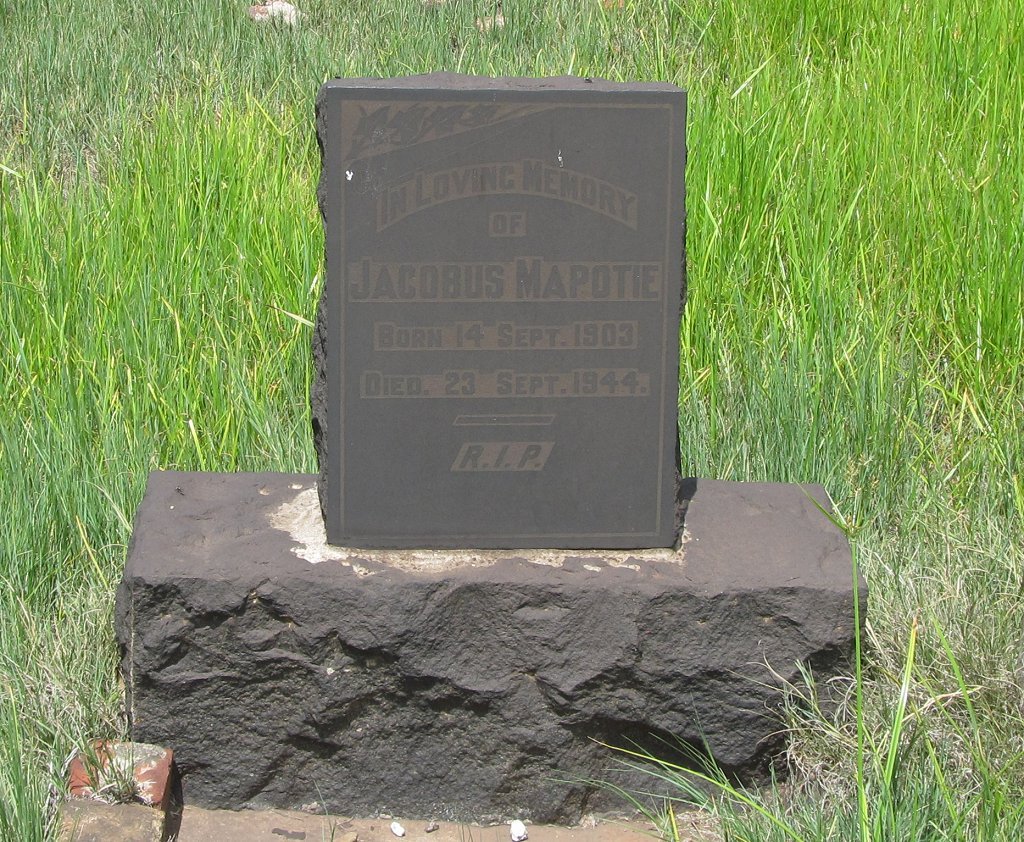 IN LOVING MEMORY
OF
JACOBUS MAPOTIE
BORN 14 SEPT. 1903
DIED. 23 SEPT. 1944.
R.I.P.